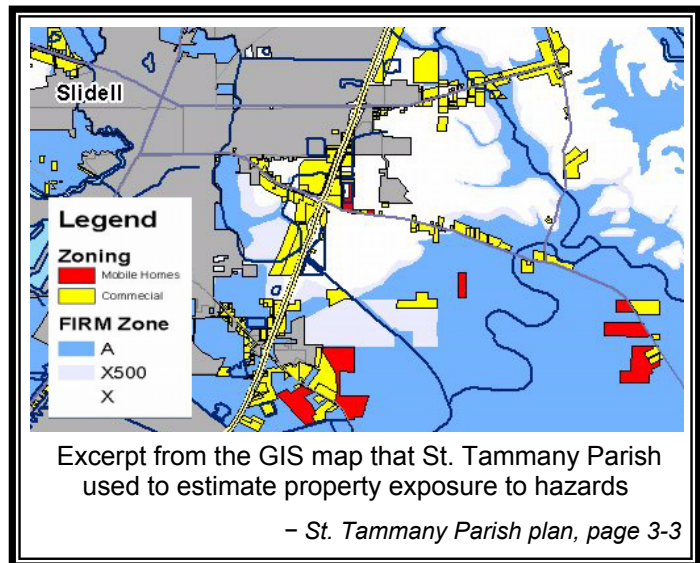 Slidell
Legend
Zoning
Mobile Homes
Commecial
FIRM Zone
A
X500
X
Excerpt from the GIS map that St. Tammany Parish
used to estimate property exposure to hazards
− St. Tammany Parish plan, page 3-3